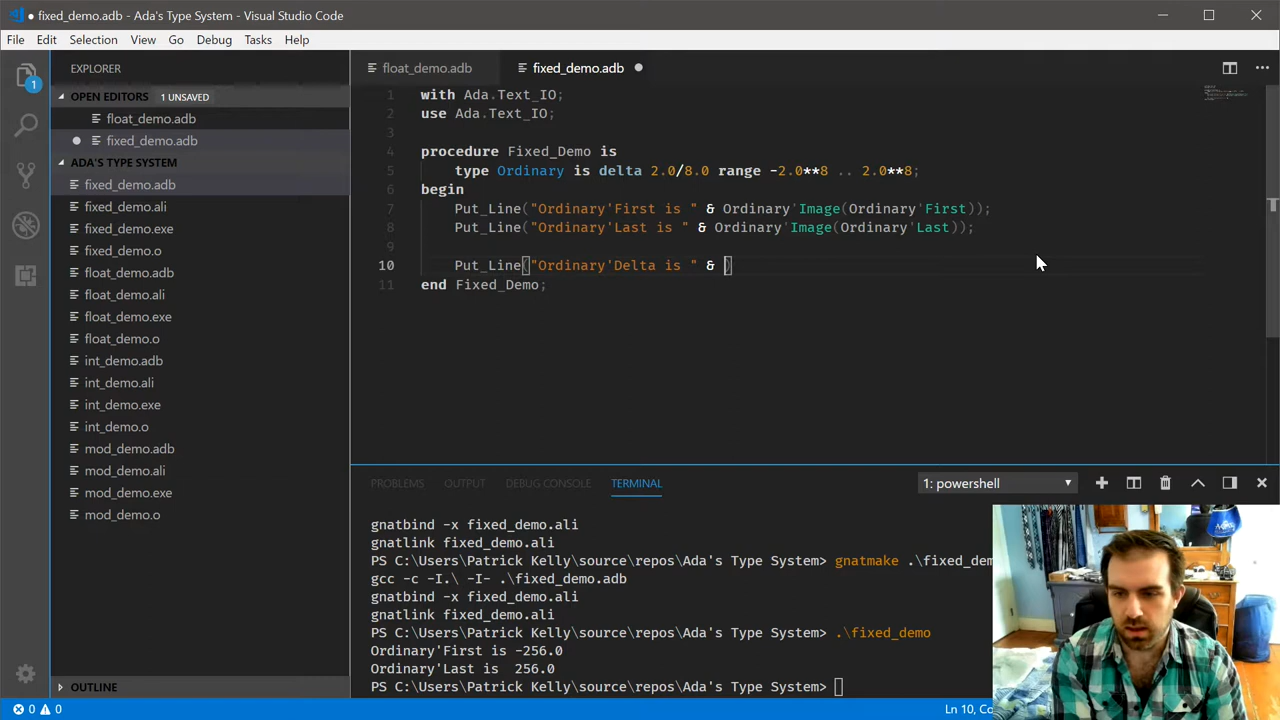 ● fixed_demo.adb - Ada's Type System - Visual Studio Code
File Edit Selection View Go Debug Tasks Help
EXPLORER
float_demo.adb
fixed_demo.adb ●
1
OPEN EDITORS 1 UNSAVED
float_demo.adb
● fixed_demo.adb
ADA'S TYPE SYSTEM
fixed_demo.adb
fixed_demo.ali
fixed_demo.exe
fixed_demo.o
float_demo.adb
float_demo.ali
float_demo.exe
float_demo.o
int_demo.adb
int_demo.ali
int_demo.exe
int_demo.o
mod_demo.adb
mod_demo.ali
mod_demo.exe
mod_demo.o
OUTLINE
1 with Ada.Text_IO;
2 use Ada.Text_IO;
3
4 procedure Fixed_Demo is
5 type Ordinary is delta 2.0/8.0 range -2.0**8 .. 2.0**8;
6 begin
7 Put_Line("Ordinary'First is " & Ordinary'Image(Ordinary'First));
8 Put_Line("Ordinary'Last is " & Ordinary'Image(Ordinary'Last));
9
10 Put_Line("Ordinary'Delta is " & )
11 end Fixed_Demo;
PROBLEMS OUTPUT DEBUG CONSOLE TERMINAL 1: powershell
gnatbind -x fixed_demo.ali
gnatlink fixed_demo.ali
PS C:\Users\Patrick Kelly\source\repos\Ada's Type System> gnatmake .\fixed_dem
gcc -c -I.\ -I- .\fixed_demo.adb
gnatbind -x fixed_demo.ali
gnatlink fixed_demo.ali
PS C:\Users\Patrick Kelly\source\repos\Ada's Type System> .\fixed_demo
Ordinary'First is -256.0
Ordinary'Last is  256.0
PS C:\Users\Patrick Kelly\source\repos\Ada's Type System>
0 0
Ln 10, Co